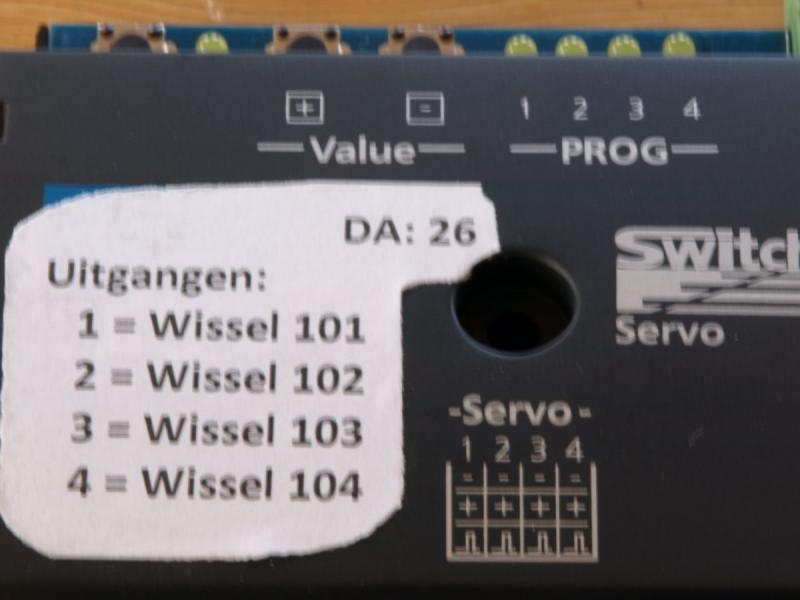 + - 1 2 3 4
Value PROG
DA: 26
Uitgangen:
1 = Wissel 101
2 = Wissel 102
3 = Wissel 103
4 = Wissel 104
Switch
Servo
-Servo-
1 2 3 4
- - - -
+ + + +